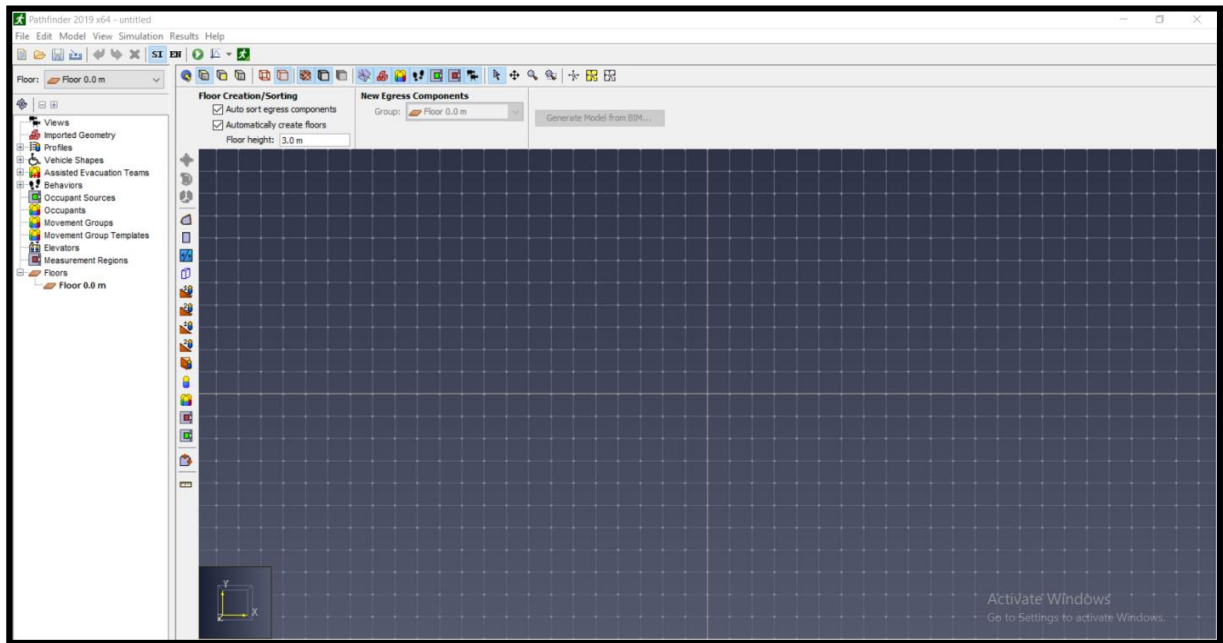 Pathfinder 2019 x64 - untitled
File Edit Model View Simulation Results Help
SI EN
Floor: Floor 0.0 m
Floor Creation/Sorting
Auto sort egress components
Automatically create floors
Floor height: 3.0 m
New Egress Components
Group: Floor 0.0 m
Generate Model from BIM...
Views
Imported Geometry
Profiles
Vehicle Shapes
Assisted Evacuation Teams
Behaviors
Occupant Sources
Occupants
Movement Groups
Movement Group Templates
Elevators
Measurement Regions
Floors
Floor 0.0 m
Y
X
Activate Windows
Go to Settings to activate Windows.